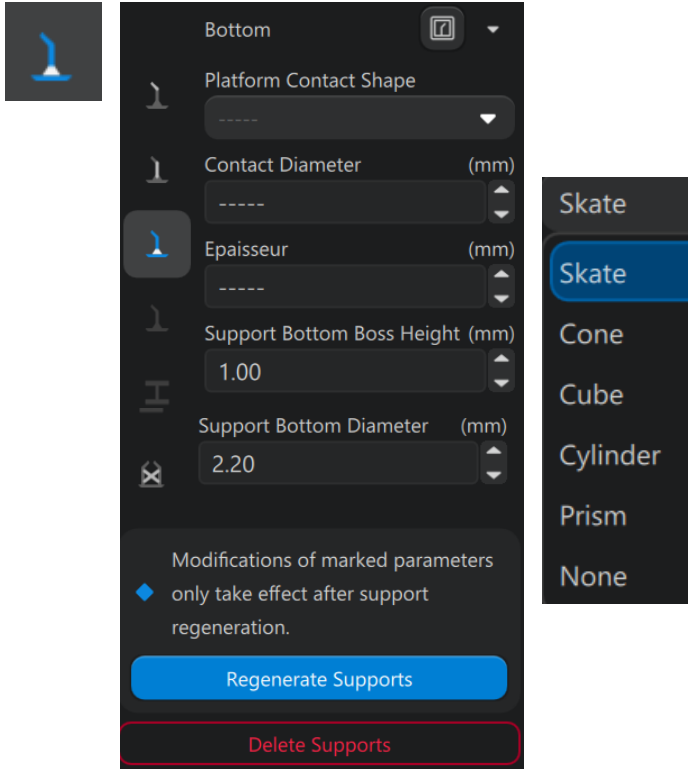 Bottom
Platform Contact Shape
-----
Contact Diameter (mm)
-----
Epaisseur (mm)
-----
Support Bottom Boss Height (mm)
1.00
Support Bottom Diameter (mm)
2.20
Modifications of marked parameters
only take effect after support
regeneration.
Regenerate Supports
Delete Supports
Skate
Skate
Cone
Cube
Cylinder
Prism
None